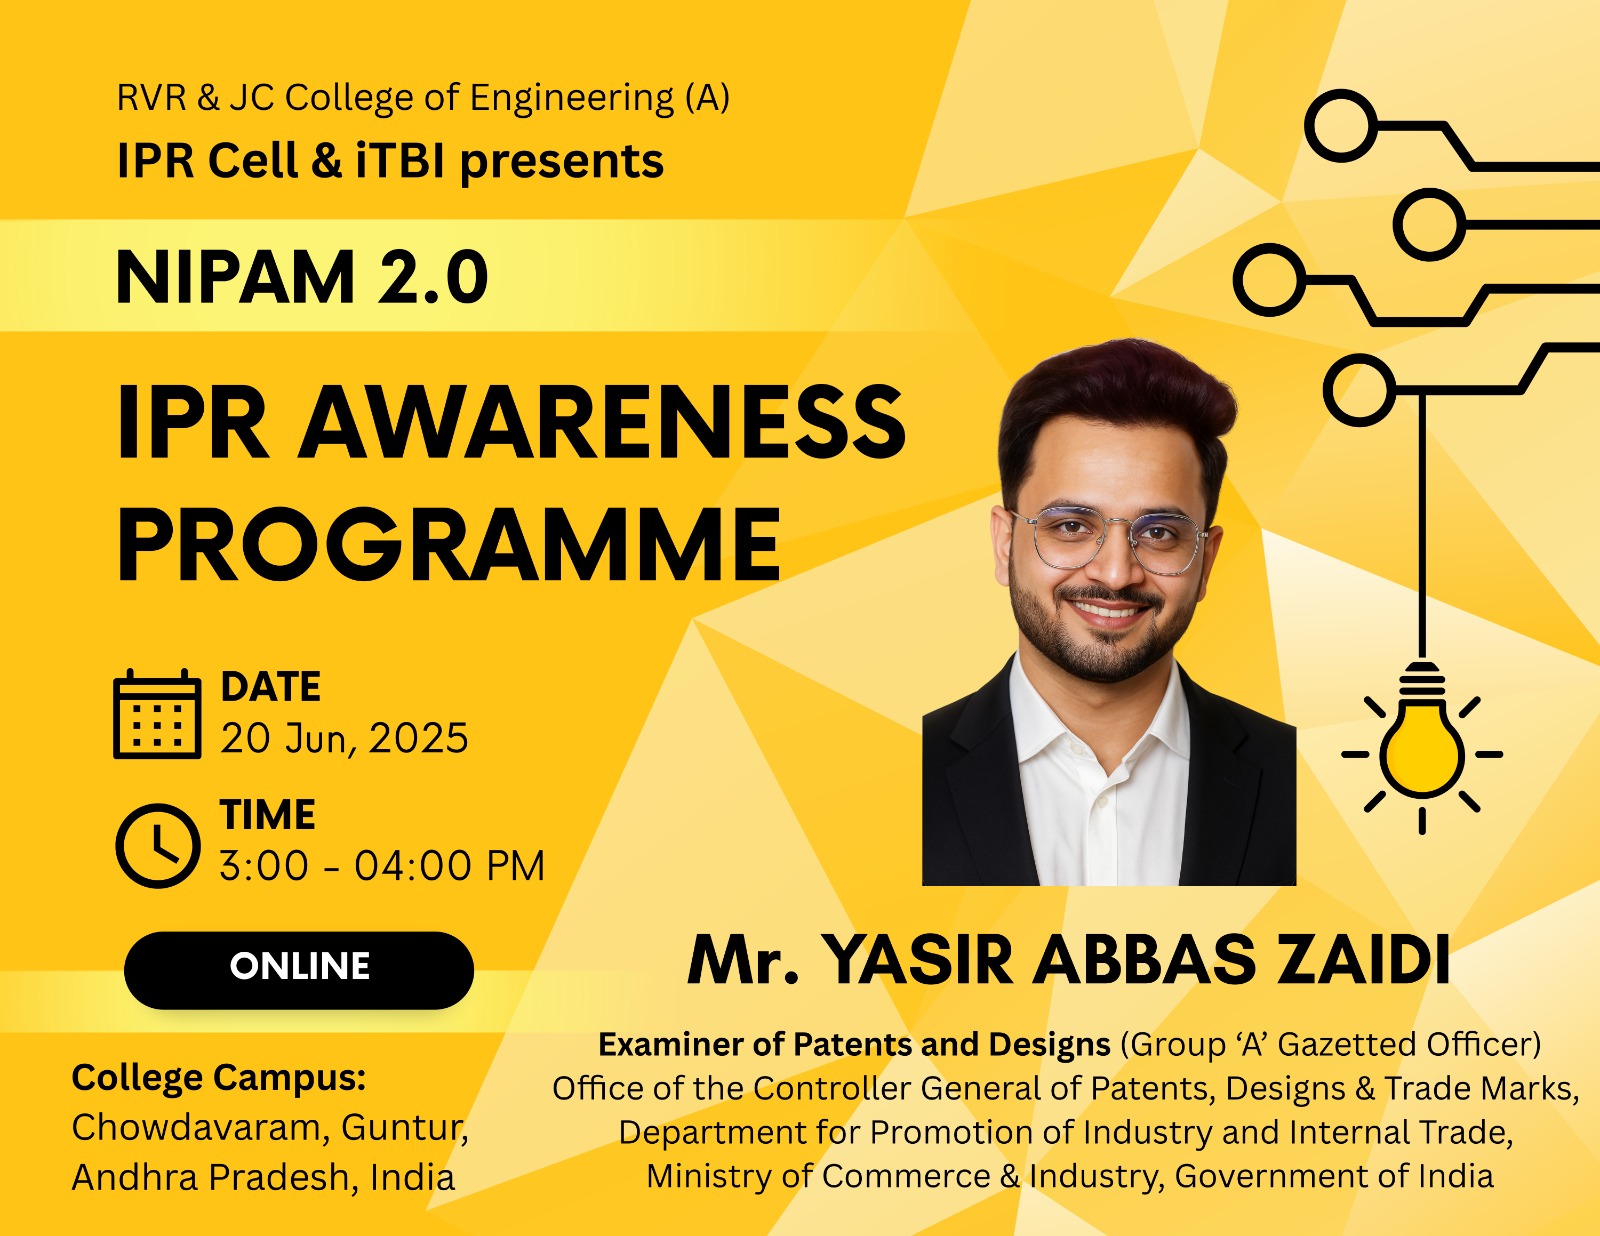 RVR & JC College of Engineering (A)
IPR Cell & iTBI presents
NIPAM 2.0
IPR AWARENESS
PROGRAMME
DATE
20 Jun, 2025
TIME
3:00 - 04:00 PM
ONLINE
College Campus:
Chowdavaram, Guntur,
Andhra Pradesh, India
Mr. YASIR ABBAS ZAIDI
Examiner of Patents and Designs (Group ‘A’ Gazetted Officer)
Office of the Controller General of Patents, Designs & Trade Marks,
Department for Promotion of Industry and Internal Trade,
Ministry of Commerce & Industry, Government of India